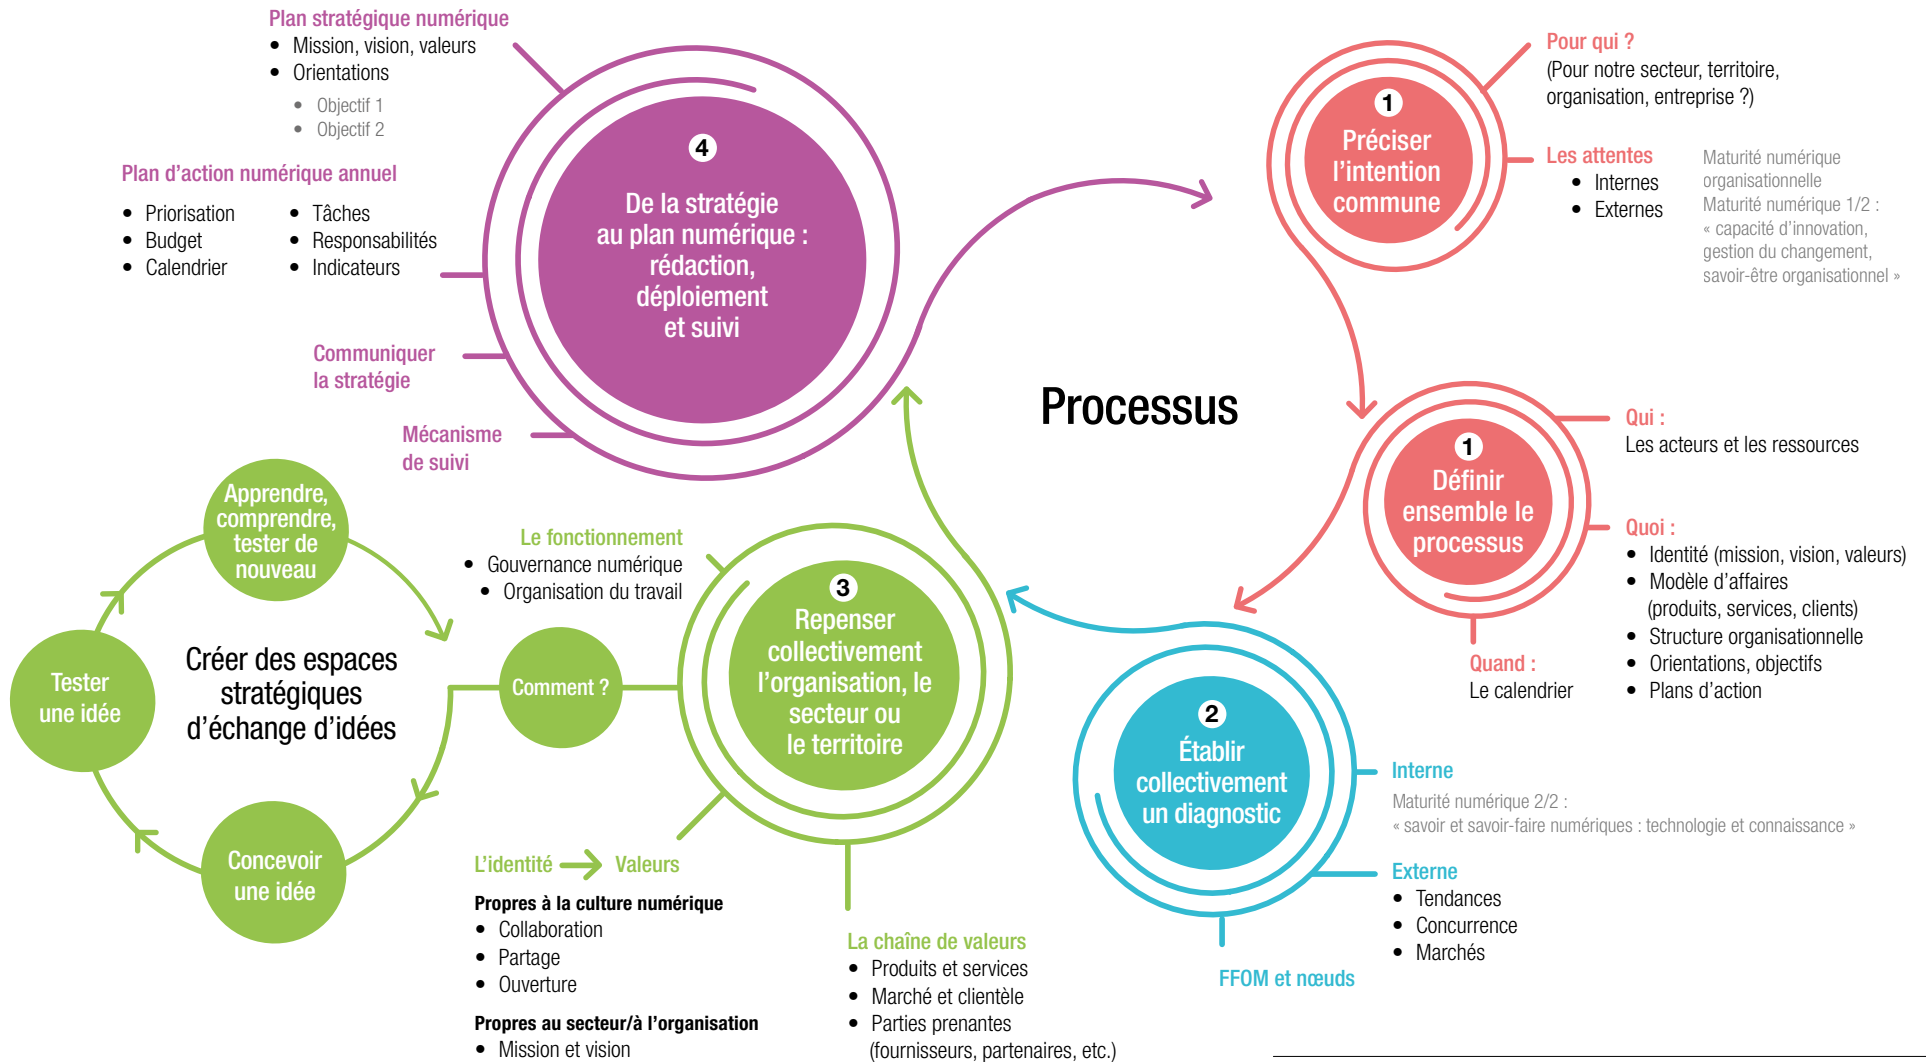 Plan stratégique numérique
• Mission, vision, valeurs
• Orientations
• Objectif 1
• Objectif 2
Plan d’action numérique annuel
• Priorisation
• Budget
• Calendrier
• Tâches
• Responsabilités
• Indicateurs
Communiquer
la stratégie
Mécanisme
de suivi
4
De la stratégie
au plan numérique :
rédaction,
déploiement
et suivi
Processus
1
Préciser
l’intention
commune
Pour qui ?
(Pour notre secteur, territoire,
organisation, entreprise ?)
Les attentes
• Internes
• Externes
Maturité numérique
organisationnelle
Maturité numérique 1/2 :
« capacité d’innovation,
gestion du changement,
savoir-être organisationnel »
1
Définir
ensemble le
processus
Qui :
Les acteurs et les ressources
Quoi :
• Identité (mission, vision, valeurs)
• Modèle d’affaires
(produits, services, clients)
• Structure organisationnelle
• Orientations, objectifs
• Plans d’action
Quand :
Le calendrier
2
Établir
collectivement
un diagnostic
Interne
Maturité numérique 2/2 :
« savoir et savoir-faire numériques : technologie et connaissance »
Externe
• Tendances
• Concurrence
• Marchés
FFOM et nœuds
3
Repenser
collectivement
l’organisation, le
secteur ou
le territoire
Le fonctionnement
• Gouvernance numérique
• Organisation du travail
Comment ?
L’identité
Valeurs
Propres à la culture numérique
• Collaboration
• Partage
• Ouverture
Propres au secteur/à l’organisation
• Mission et vision
La chaîne de valeurs
• Produits et services
• Marché et clientèle
• Parties prenantes
(fournisseurs, partenaires, etc.)
Créer des espaces
stratégiques
d’échange d’idées
Apprendre,
comprendre,
tester de
nouveau
Tester
une idée
Concevoir
une idée